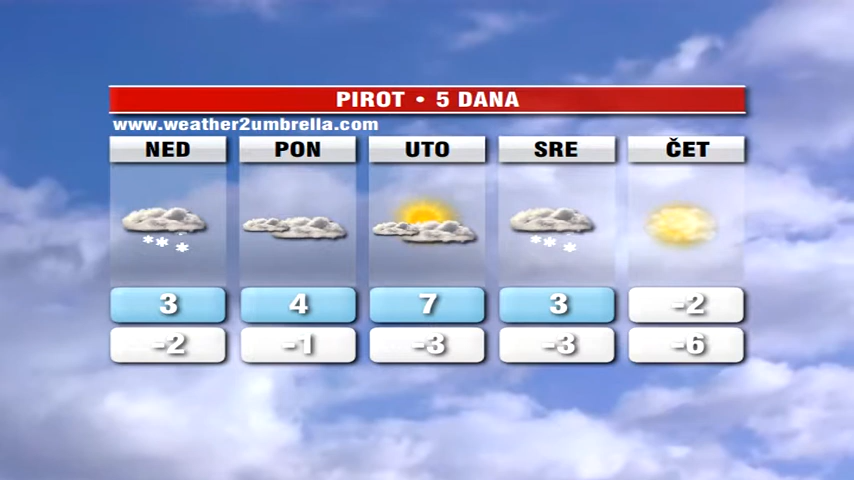 PIROT • 5 DANA
www.weather2umbrella.com
NED PON UTO SRE ČET
3 4 7 3 -2
-2 -1 -3 -3 -6